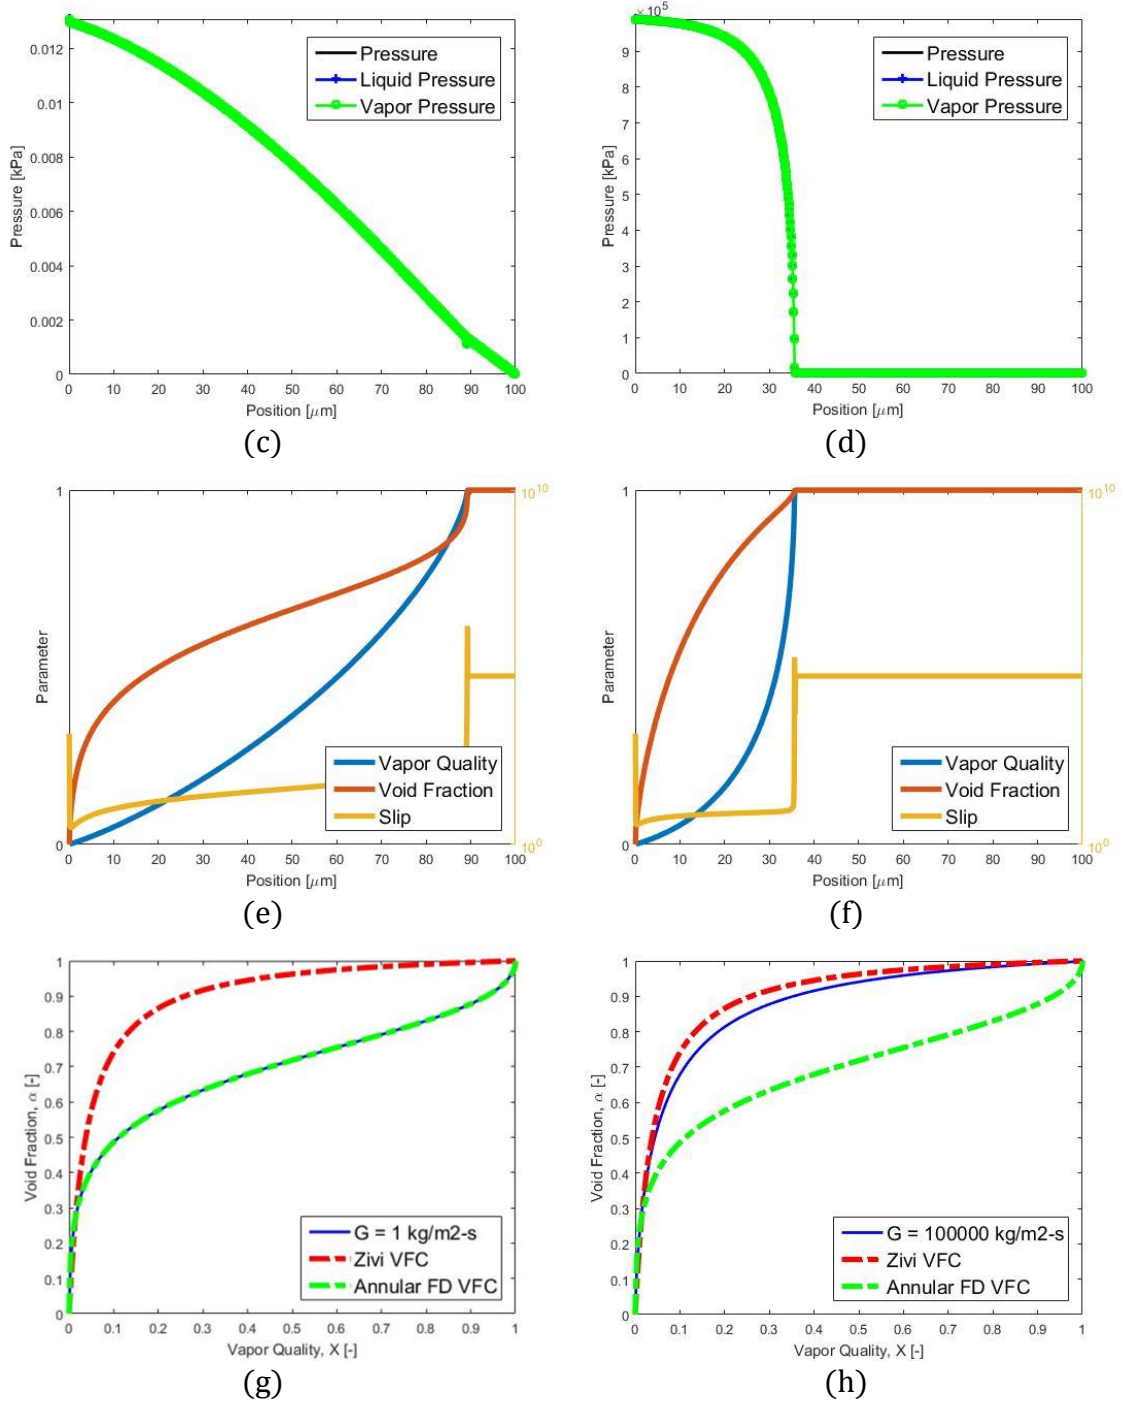 0.012
0.01
0.008
0.006
0.004
0.002
0
Pressure [kPa]
Pressure
Liquid Pressure
Vapor Pressure
0 10 20 30 40 50 60 70 80 90 100
Position [μm]
(c)
×10^5
9
8
7
6
5
4
3
2
1
0
Pressure [kPa]
Pressure
Liquid Pressure
Vapor Pressure
0 10 20 30 40 50 60 70 80 90 100
Position [μm]
(d)
1
0
Parameter
10^10
10^0
Vapor Quality
Void Fraction
Slip
0 10 20 30 40 50 60 70 80 90 100
Position [μm]
(e)
1
0
Parameter
10^10
10^0
Vapor Quality
Void Fraction
Slip
0 10 20 30 40 50 60 70 80 90 100
Position [μm]
(f)
1
0.9
0.8
0.7
0.6
0.5
0.4
0.3
0.2
0.1
0
Void Fraction, α [-]
G = 1 kg/m2-s
Zivi VFC
Annular FD VFC
0 0.1 0.2 0.3 0.4 0.5 0.6 0.7 0.8 0.9 1
Vapor Quality, X [-]
(g)
1
0.9
0.8
0.7
0.6
0.5
0.4
0.3
0.2
0.1
0
Void Fraction, α [-]
G = 100000 kg/m2-s
Zivi VFC
Annular FD VFC
0 0.1 0.2 0.3 0.4 0.5 0.6 0.7 0.8 0.9 1
Vapor Quality, X [-]
(h)